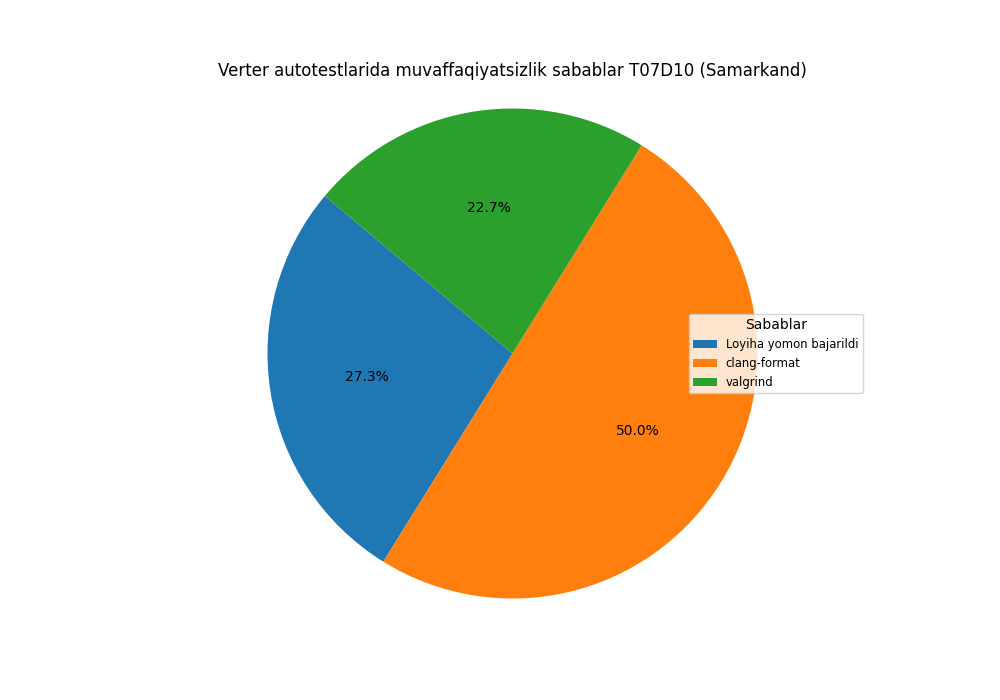 Verter autotestlarida muvaffaqiyatsizlik sabablar T07D10 (Samarkand)
22.7%
27.3%
50.0%
Sabablar
Loyiha yomon bajarildi
clang-format
valgrind